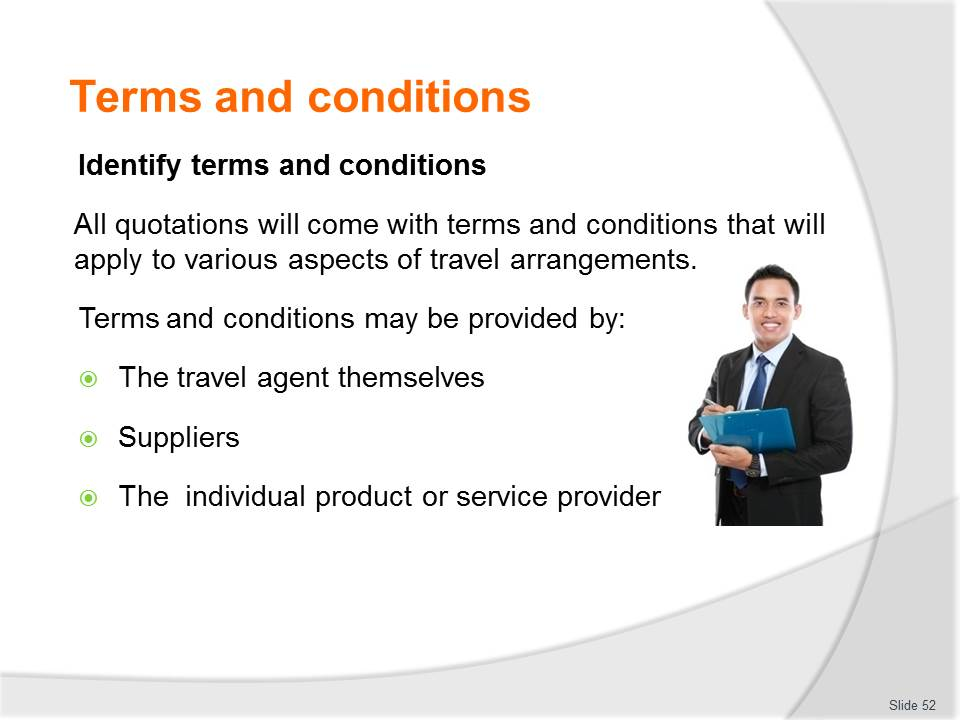 Terms and conditions
Identify terms and conditions
All quotations will come with terms and conditions that will
apply to various aspects of travel arrangements.
Terms and conditions may be provided by:
The travel agent themselves
Suppliers
The  individual product or service provider
Slide 52